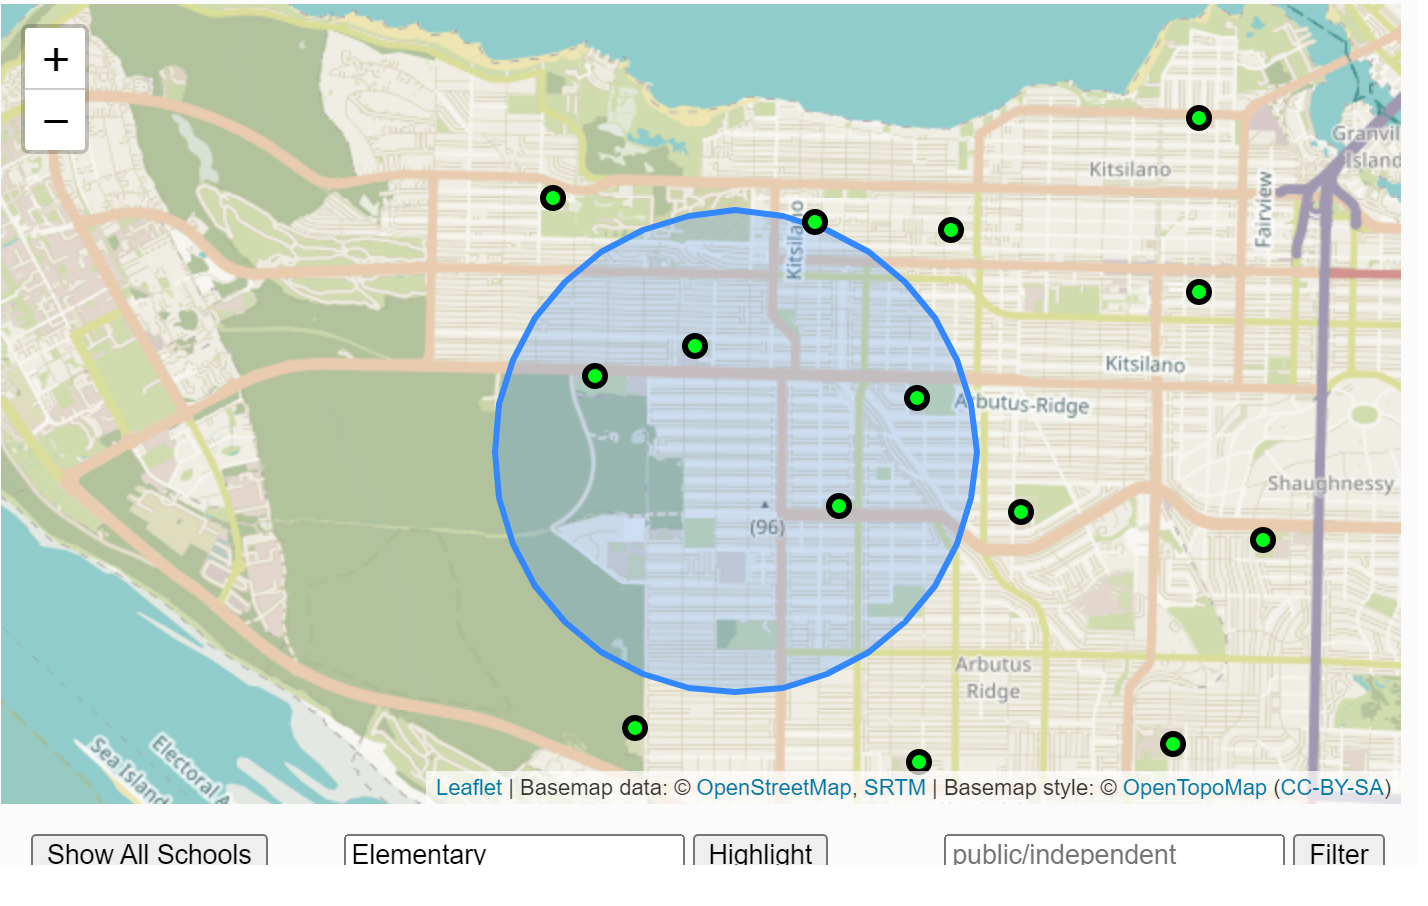 +
−
Granvil
Island
Kitsilano
Fairview
Kitsilano
Kitsilano
Arbutus-Ridge
Shaughnessy
(96)
Arbutus
Ridge
Sea Island
Electoral A
Leaflet | Basemap data: © OpenStreetMap, SRTM | Basemap style: © OpenTopoMap (CC-BY-SA)
Show All Schools Elementary Highlight public/independent Filter